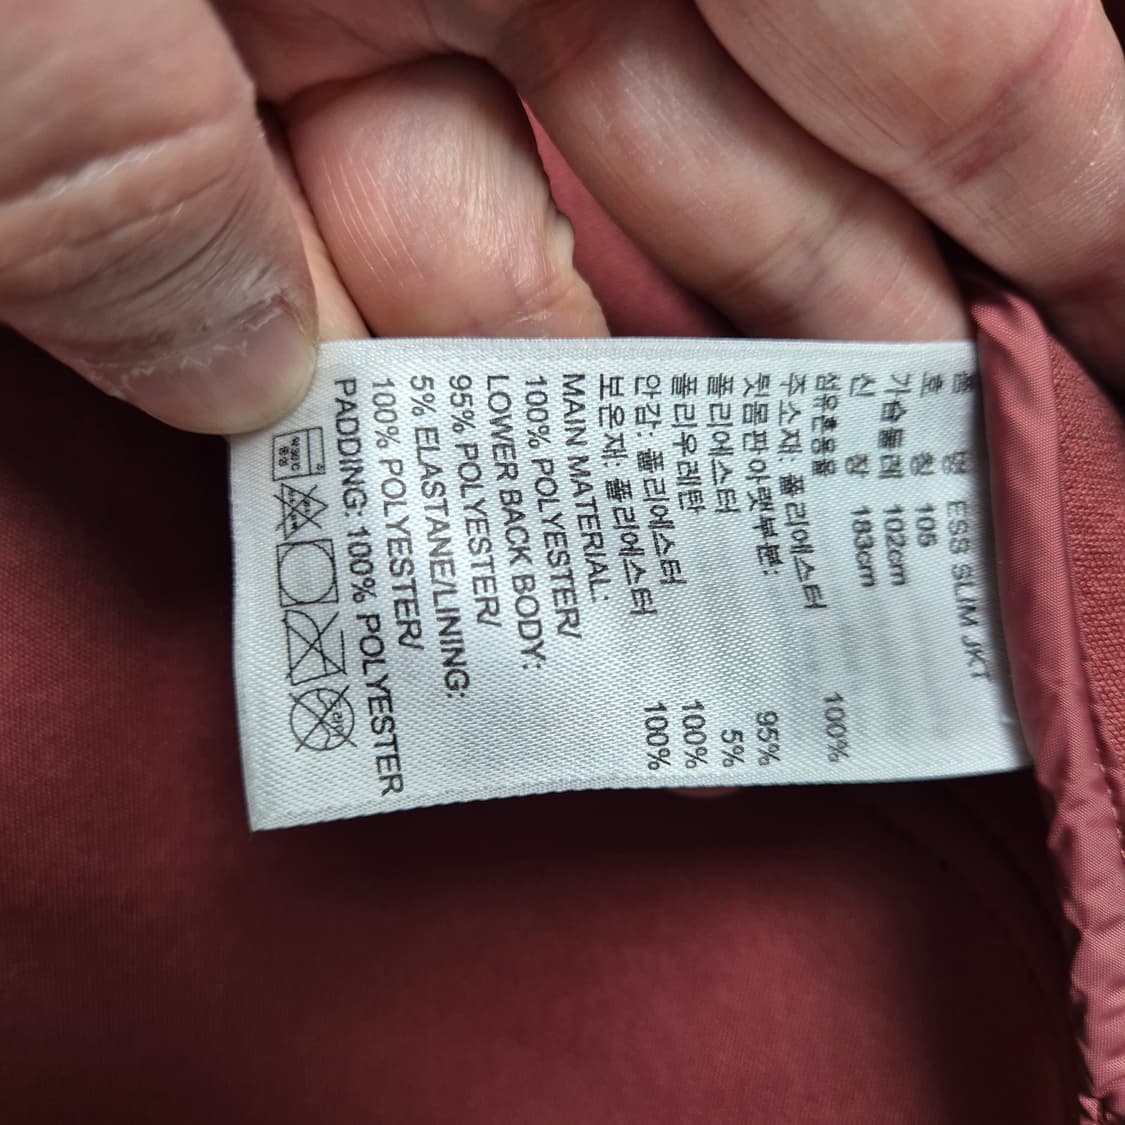 품 명 ESS SLIM JKT
호 칭 105
가슴둘레 102cm
신 장 183cm
섬유혼용율
주소재: 폴리에스터 100%
뒷몸판아랫부분:
폴리에스터 95%
폴리우레탄 5%
안감: 폴리에스터 100%
보온재: 폴리에스터 100%
MAIN MATERIAL:
100% POLYESTER/
LOWER BACK BODY:
95% POLYESTER/
5% ELASTANE/LINING:
100% POLYESTER/
PADDING: 100% POLYESTER